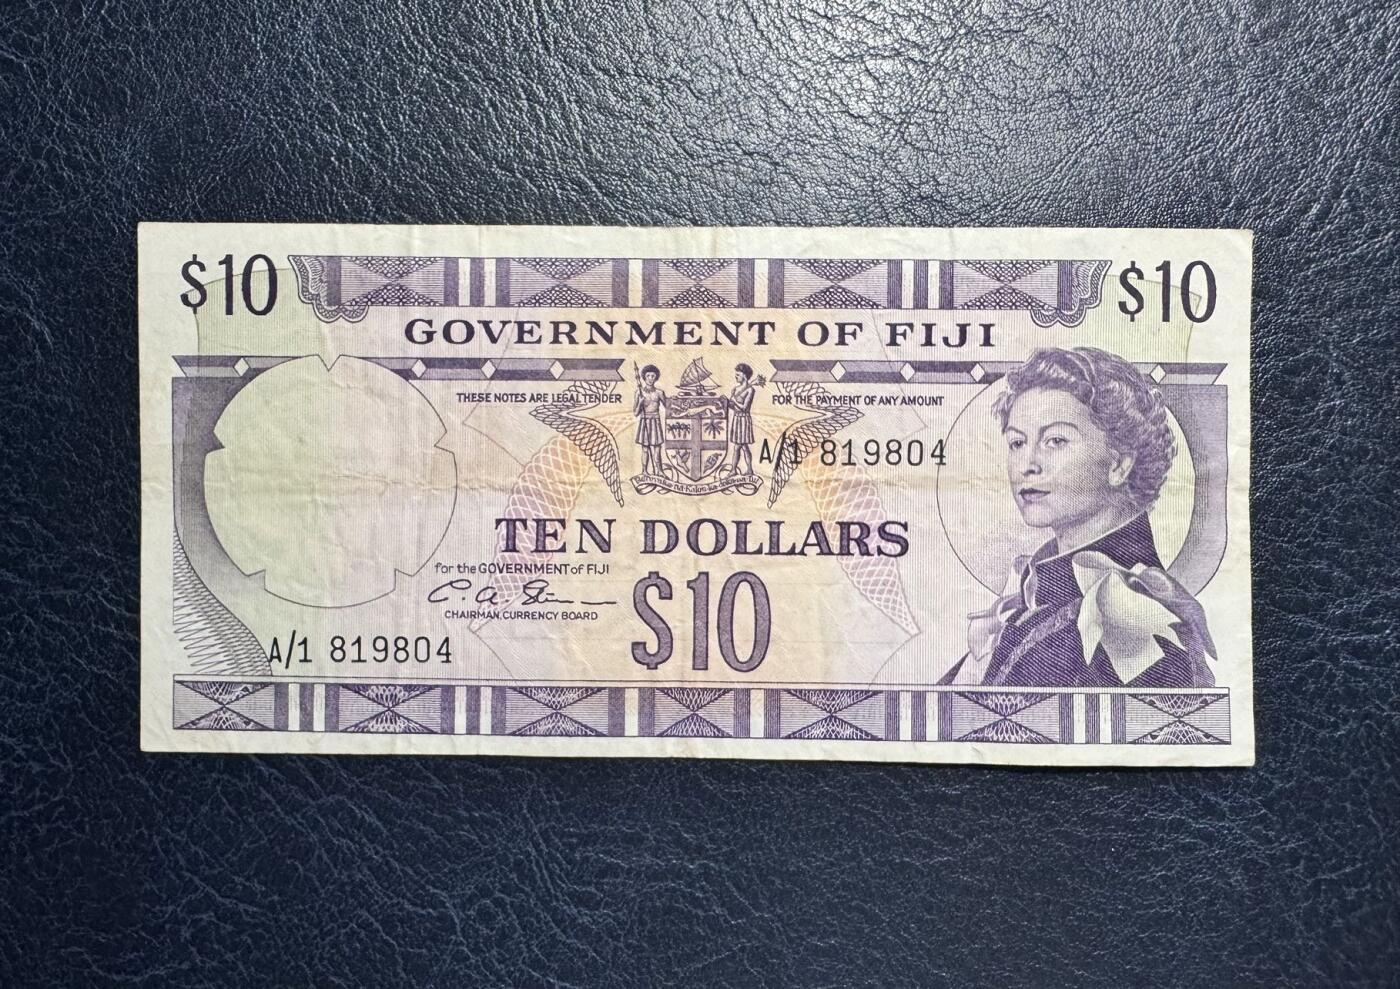 $10
$10
GOVERNMENT OF FIJI
THESE NOTES ARE LEGAL TENDER
FOR THE PAYMENT OF ANY AMOUNT
A/1 819804
TEN DOLLARS
for the GOVERNMENT of FIJI
$10
CHAIRMAN, CURRENCY BOARD
A/1 819804